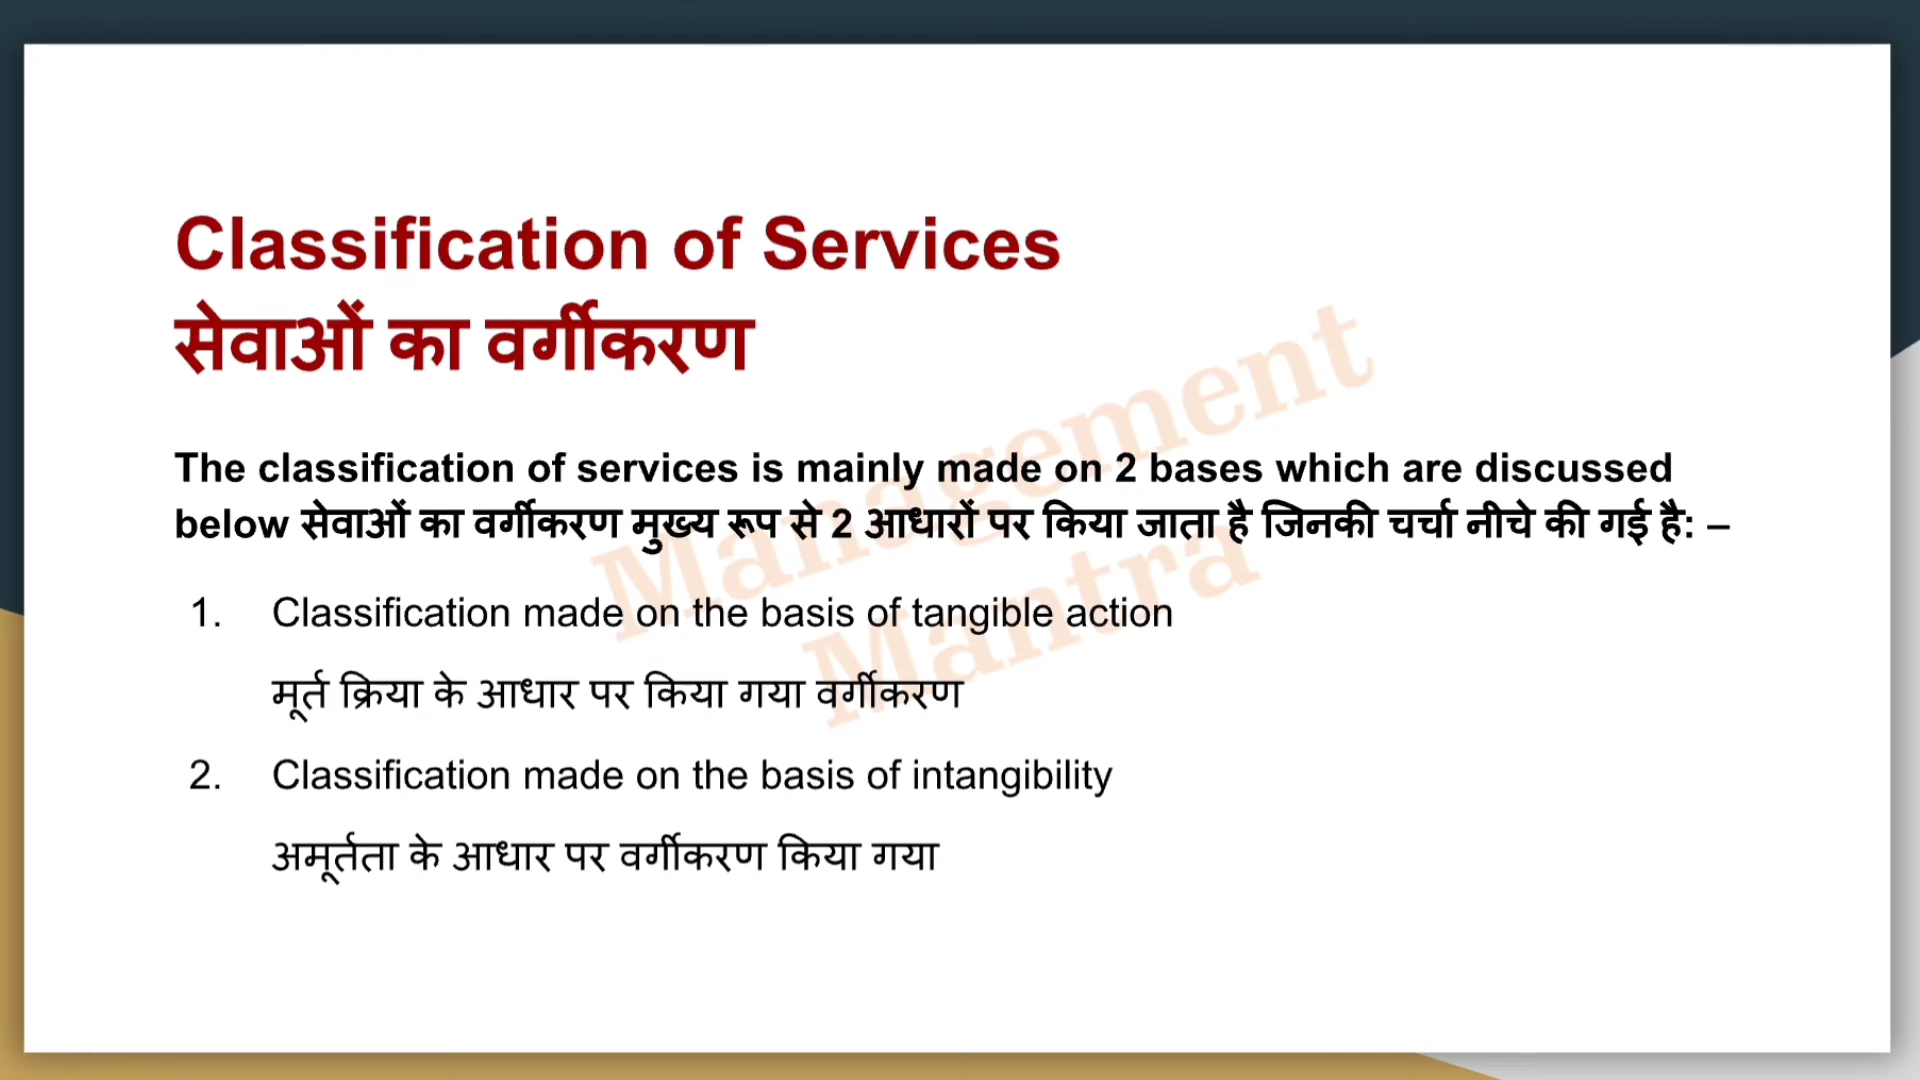 Classification of Services
सेवाओं का वर्गीकरण
The classification of services is mainly made on 2 bases which are discussed
below सेवाओं का वर्गीकरण मुख्य रूप से 2 आधारों पर किया जाता है जिनकी चर्चा नीचे की गई है: –
1. Classification made on the basis of tangible action
मूर्त क्रिया के आधार पर किया गया वर्गीकरण
2. Classification made on the basis of intangibility
अमूर्तता के आधार पर वर्गीकरण किया गया
Management
Mantra